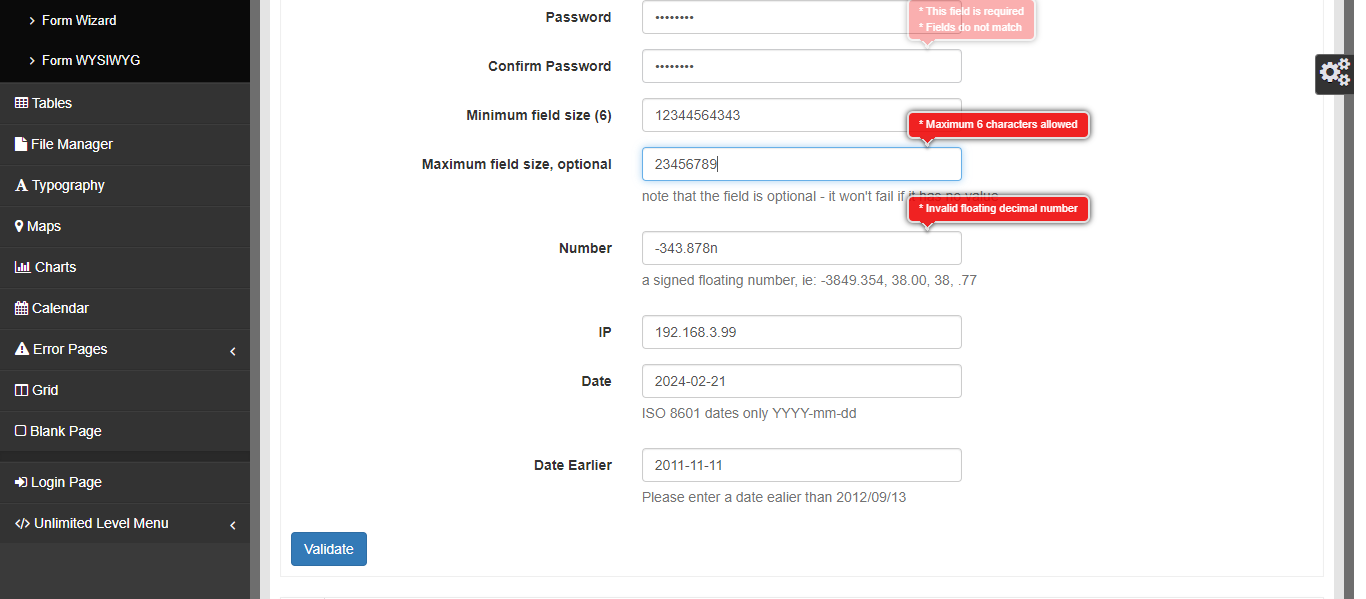 Form Wizard
Form WYSIWYG
Tables
File Manager
Typography
Maps
Charts
Calendar
Error Pages
Grid
Blank Page
Login Page
Unlimited Level Menu
Password ••••••••
* This field is required
* Fields do not match
Confirm Password ••••••••
Minimum field size (6) 12344564343
* Maximum 6 characters allowed
Maximum field size, optional 23456789
note that the field is optional - it won't fail if it has no value
* Invalid floating decimal number
Number -343.878n
a signed floating number, ie: -3849.354, 38.00, 38, .77
IP 192.168.3.99
Date 2024-02-21
ISO 8601 dates only YYYY-mm-dd
Date Earlier 2011-11-11
Please enter a date ealier than 2012/09/13
Validate